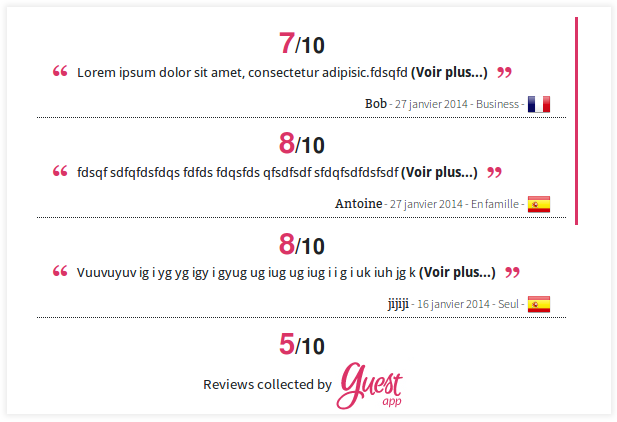 7/10
“ Lorem ipsum dolor sit amet, consectetur adipisic.fdsqfd (Voir plus...) ”
Bob - 27 janvier 2014 - Business -
8/10
“ fdsqf sdfqfdsfdqs fdfds fdqsfds qfsdfsdf sfdqfsdfdsfsdf (Voir plus...) ”
Antoine - 27 janvier 2014 - En famille -
8/10
“ Vuuvuyuv ig i yg yg igy i gyug ug iug ug iug i i g i uk iuh jg k (Voir plus...) ”
jijiji - 16 janvier 2014 - Seul -
5/10
Reviews collected by guest app